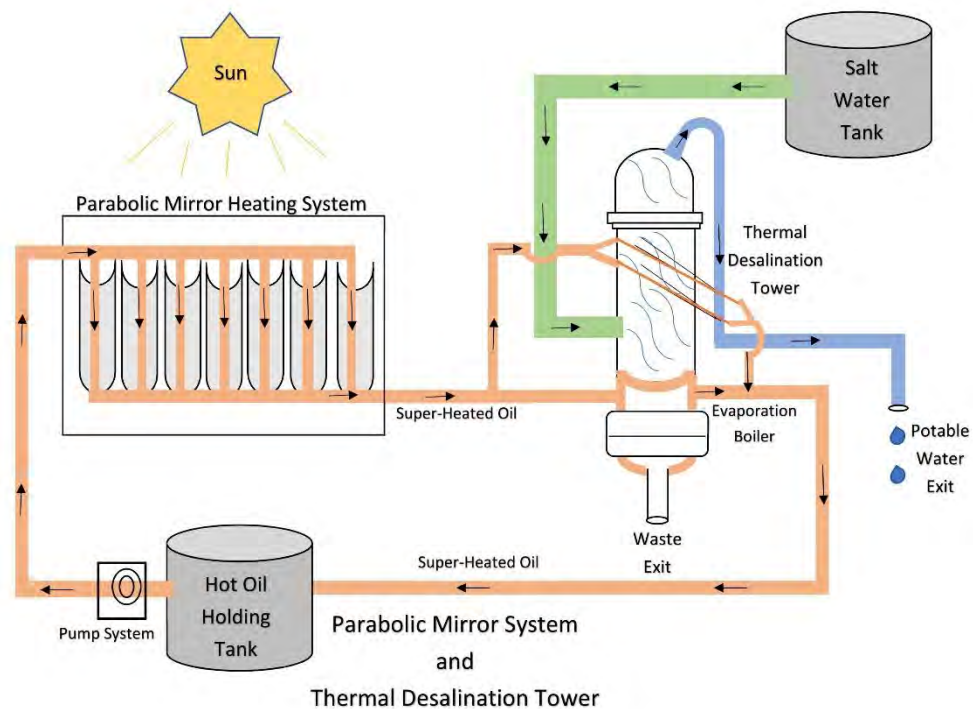 Sun
Salt
Water
Tank
Parabolic Mirror Heating System
Thermal
Desalination
Tower
Super-Heated Oil
Evaporation
Boiler
Potable
Water
Exit
Waste
Exit
Super-Heated Oil
Hot Oil
Holding
Tank
Pump System
Parabolic Mirror System
and
Thermal Desalination Tower